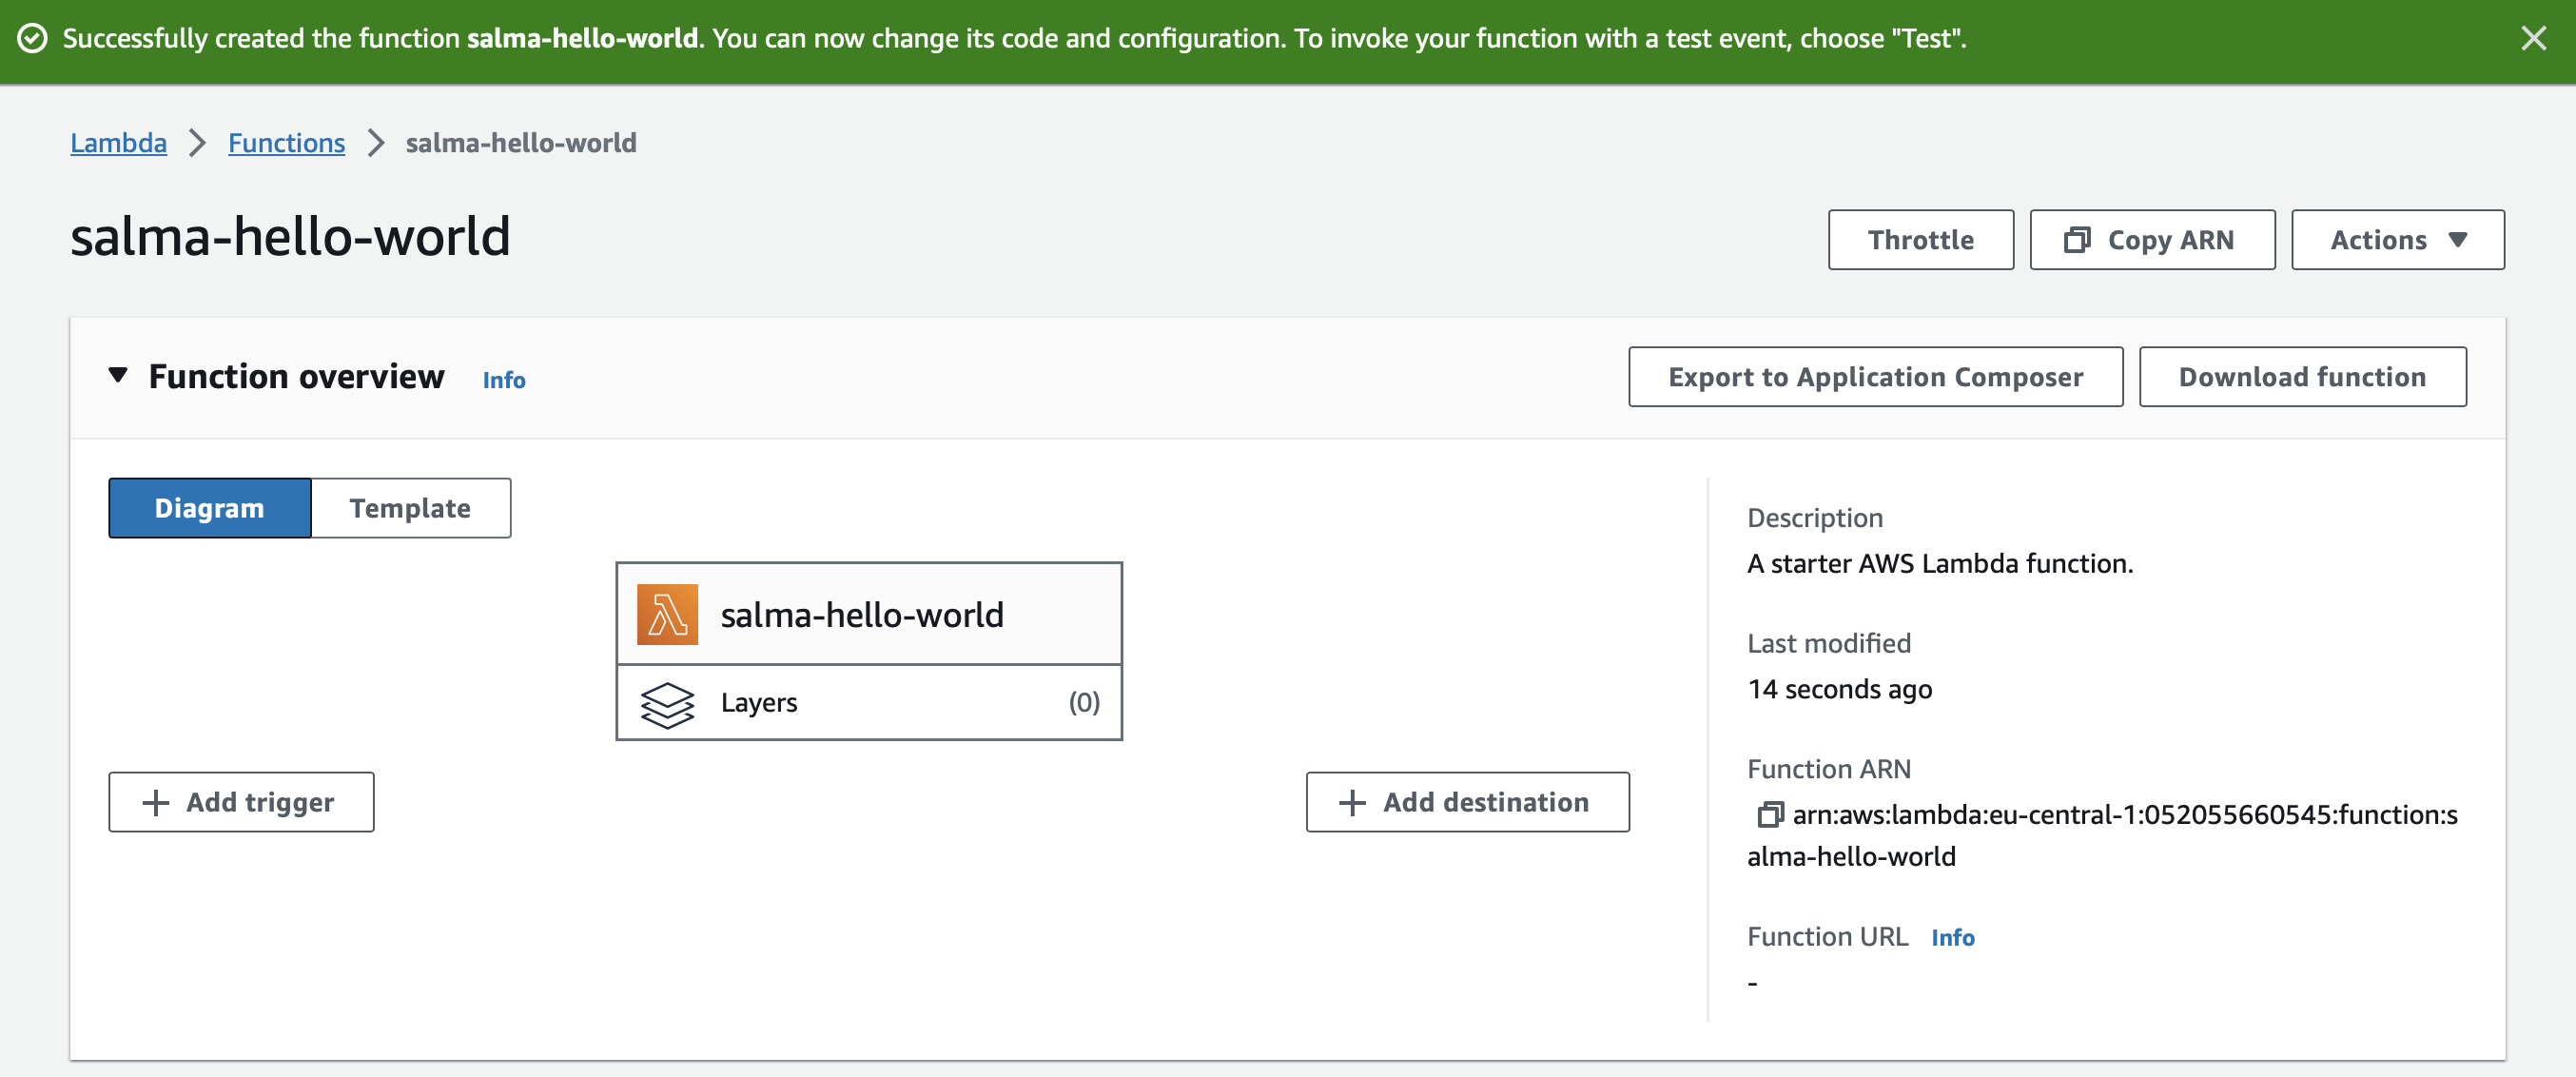 Successfully created the function salma-hello-world. You can now change its code and configuration. To invoke your function with a test event, choose "Test".
Lambda > Functions > salma-hello-world
salma-hello-world
Throttle
Copy ARN
Actions
Function overview Info
Export to Application Composer
Download function
Diagram
Template
salma-hello-world
Layers (0)
Add trigger
Add destination
Description
A starter AWS Lambda function.
Last modified
14 seconds ago
Function ARN
arn:aws:lambda:eu-central-1:052055660545:function:s
alma-hello-world
Function URL Info
-